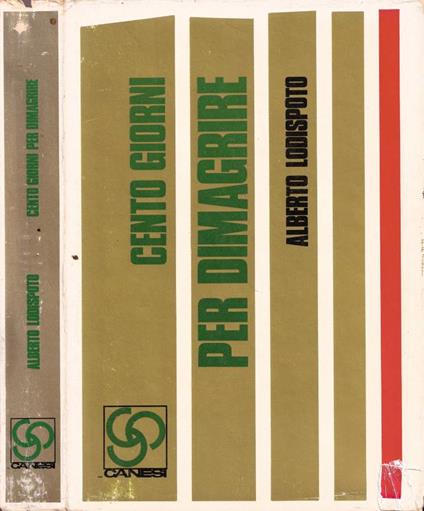 ALBERTO LODISPOTO
CENTO GIORNI PER DIMAGRIRE
CANESI
CENTO GIORNI
PER DIMAGRIRE
ALBERTO LODISPOTO
CANESI